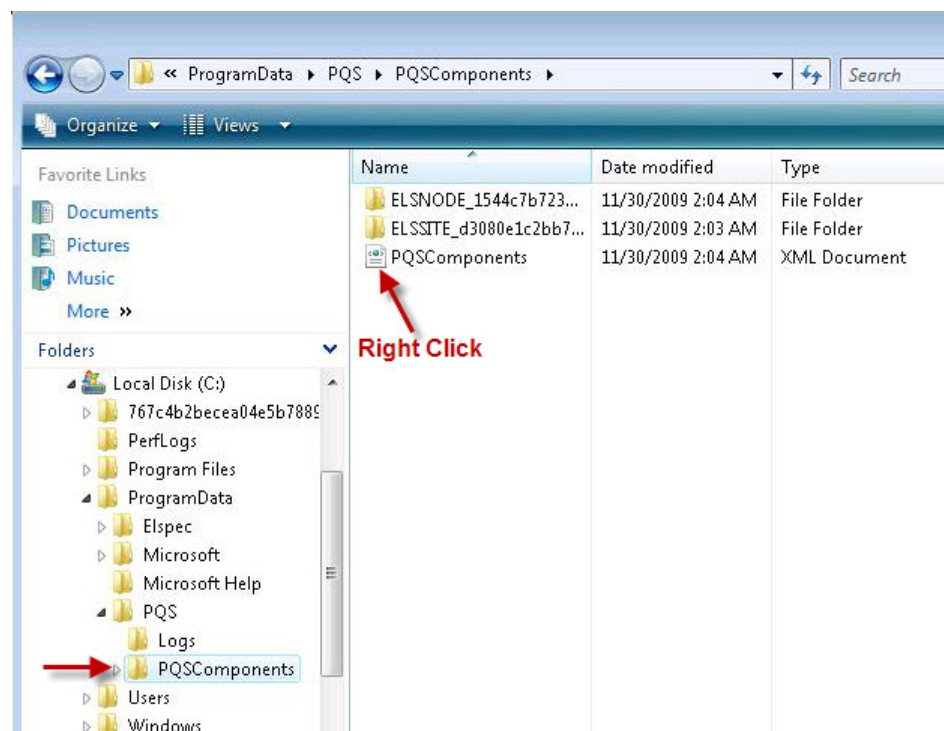 « ProgramData ▸ PQS ▸ PQSComponents ▸ Search
Organize Views
Favorite Links
Documents
Pictures
Music
More »
Folders
Local Disk (C:)
767c4b2becea04e5b7889
PerfLogs
Program Files
ProgramData
Elspec
Microsoft
Microsoft Help
PQS
Logs
PQSComponents
Users
Windows
Name Date modified Type
ELSNODE_1544c7b723... 11/30/2009 2:04 AM File Folder
ELSSITE_d3080e1c2bb7... 11/30/2009 2:03 AM File Folder
PQSComponents 11/30/2009 2:04 AM XML Document
Right Click